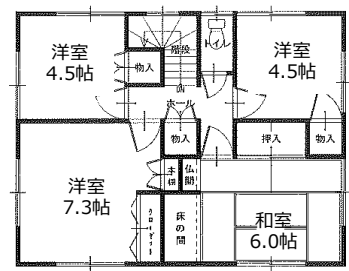 洋室
4.5帖
階段
トイレ
洋室
4.5帖
物入
ホール
物入
押入
物入
洋室
7.3帖
本棚
仏間
クローゼット
床の間
和室
6.0帖